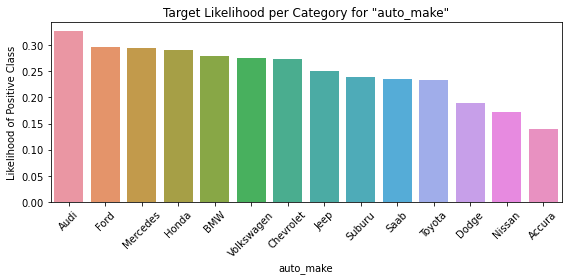 Target Likelihood per Category for "auto_make"
Likelihood of Positive Class
0.30
0.25
0.20
0.15
0.10
0.05
0.00
Audi
Ford
Mercedes
Honda
BMW
Volkswagen
Chevrolet
Jeep
Suburu
Saab
Toyota
Dodge
Nissan
Accura
auto_make